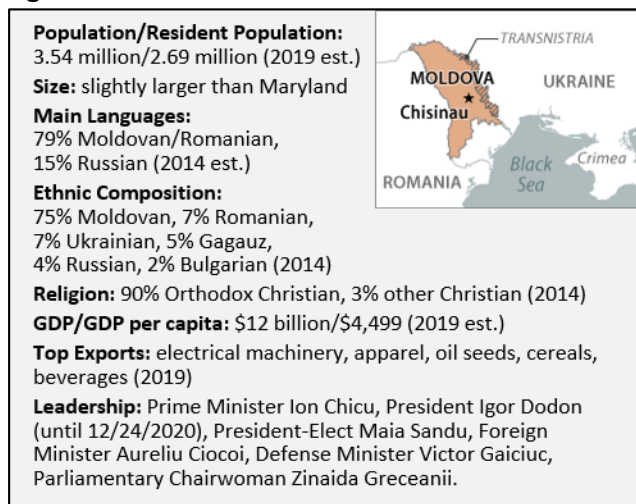 Population/Resident Population:
3.54 million/2.69 million (2019 est.)
Size: slightly larger than Maryland
Main Languages:
79% Moldovan/Romanian,
15% Russian (2014 est.)
Ethnic Composition:
75% Moldovan, 7% Romanian,
7% Ukrainian, 5% Gagauz,
4% Russian, 2% Bulgarian (2014)
Religion: 90% Orthodox Christian, 3% other Christian (2014)
GDP/GDP per capita: $12 billion/$4,499 (2019 est.)
Top Exports: electrical machinery, apparel, oil seeds, cereals,
beverages (2019)
Leadership: Prime Minister Ion Chicu, President Igor Dodon
(until 12/24/2020), President-Elect Maia Sandu, Foreign
Minister Aureliu Ciocoi, Defense Minister Victor Gaiciuc,
Parliamentary Chairwoman Zinaida Greceanii.
TRANSNISTRIA
MOLDOVA
UKRAINE
Chisinau
Black
Sea
Crimea
ROMANIA